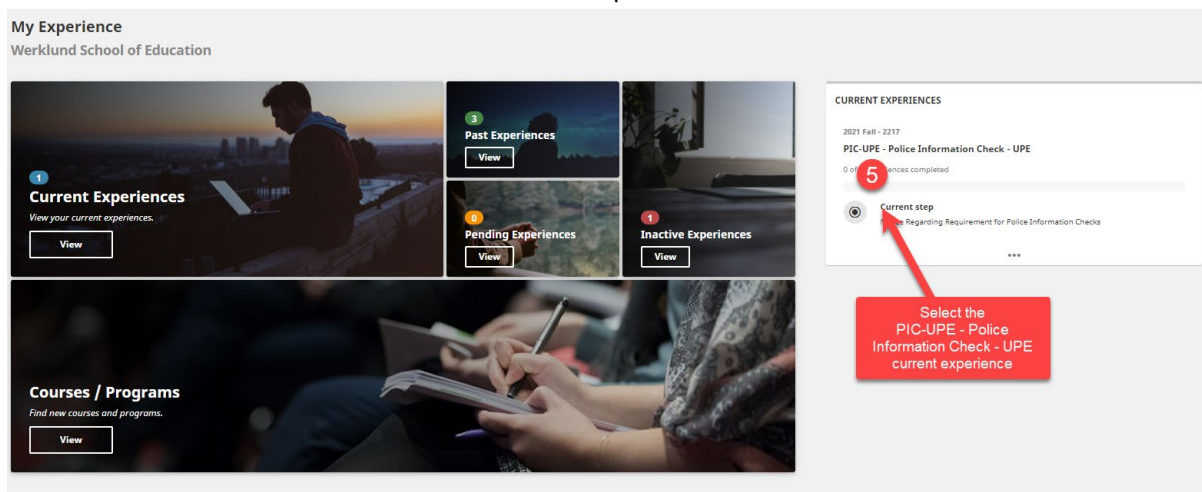 My Experience
Werklund School of Education
1
Current Experiences
View your current experiences.
View
3
Past Experiences
View
0
Pending Experiences
View
1
Inactive Experiences
View
Courses / Programs
Find new courses and programs.
View
CURRENT EXPERIENCES
2021 Fall - 2217
PIC-UPE - Police Information Check - UPE
0 of completed
5
Current step
Regarding Requirement for Police Information Checks
•••
Select the
PIC-UPE - Police
Information Check - UPE
current experience